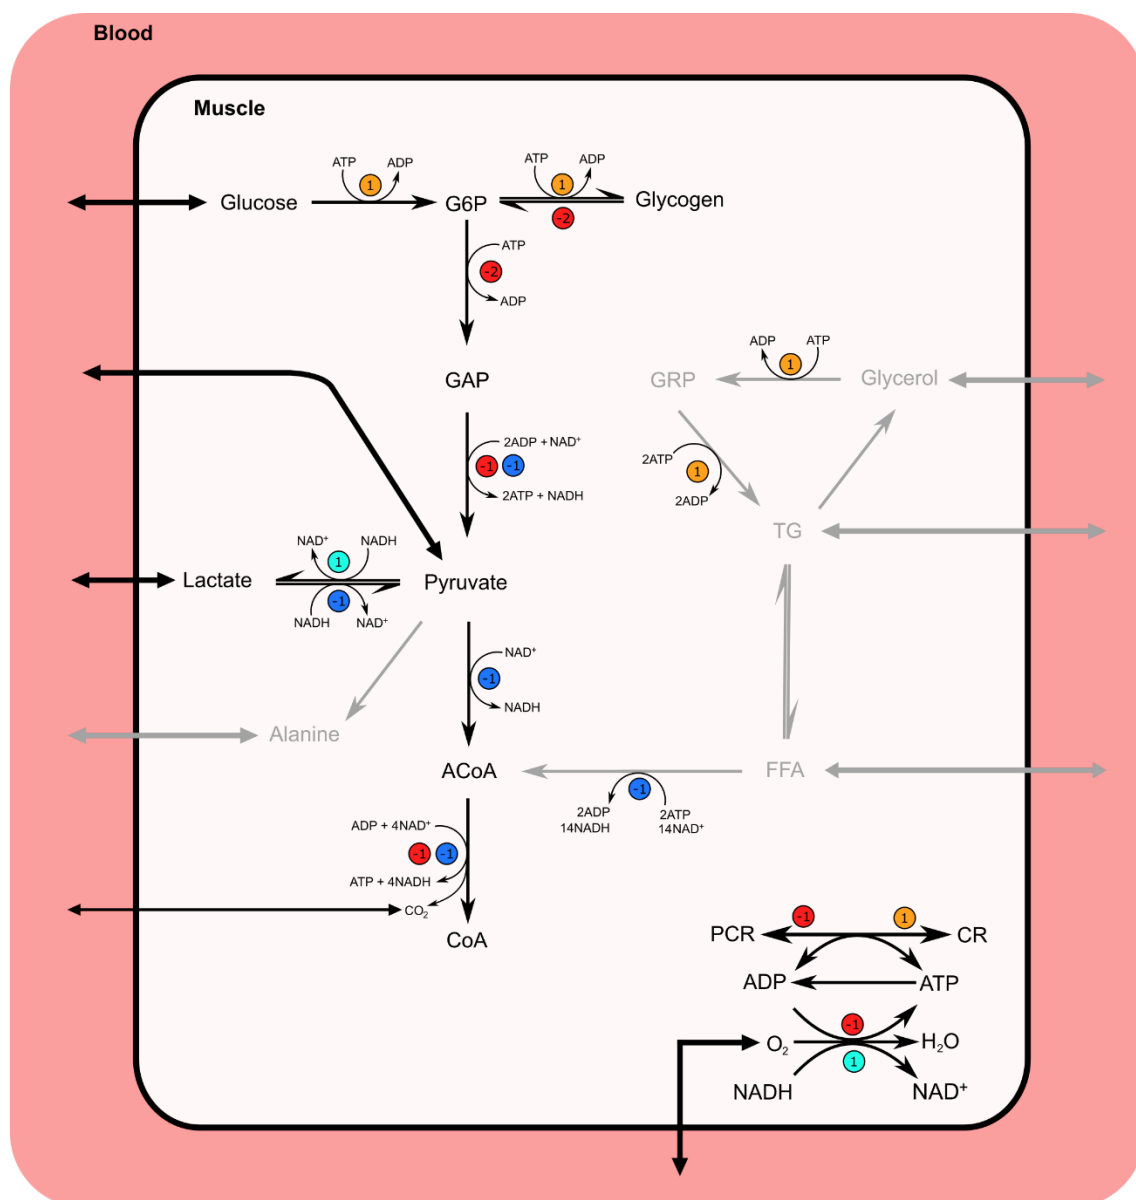 Blood
Muscle
ATP ADP ATP ADP
1 1
Glucose G6P Glycogen
-2
ATP
-2
ADP
ADP ATP
1
GAP GRP Glycerol
2ADP + NAD⁺
-1 -1
2ATP + NADH
2ATP
1
2ADP
TG
NAD⁺ NADH
1
Lactate Pyruvate
-1
NADH NAD⁺
NAD⁺
-1
NADH
Alanine
ACoA FFA
-1
2ADP 2ATP
14NADH 14NAD⁺
ADP + 4NAD⁺
-1 -1
ATP + 4NADH
CO₂
CoA
-1 1
PCR CR
ADP ATP
-1
O₂ H₂O
1
NADH NAD⁺